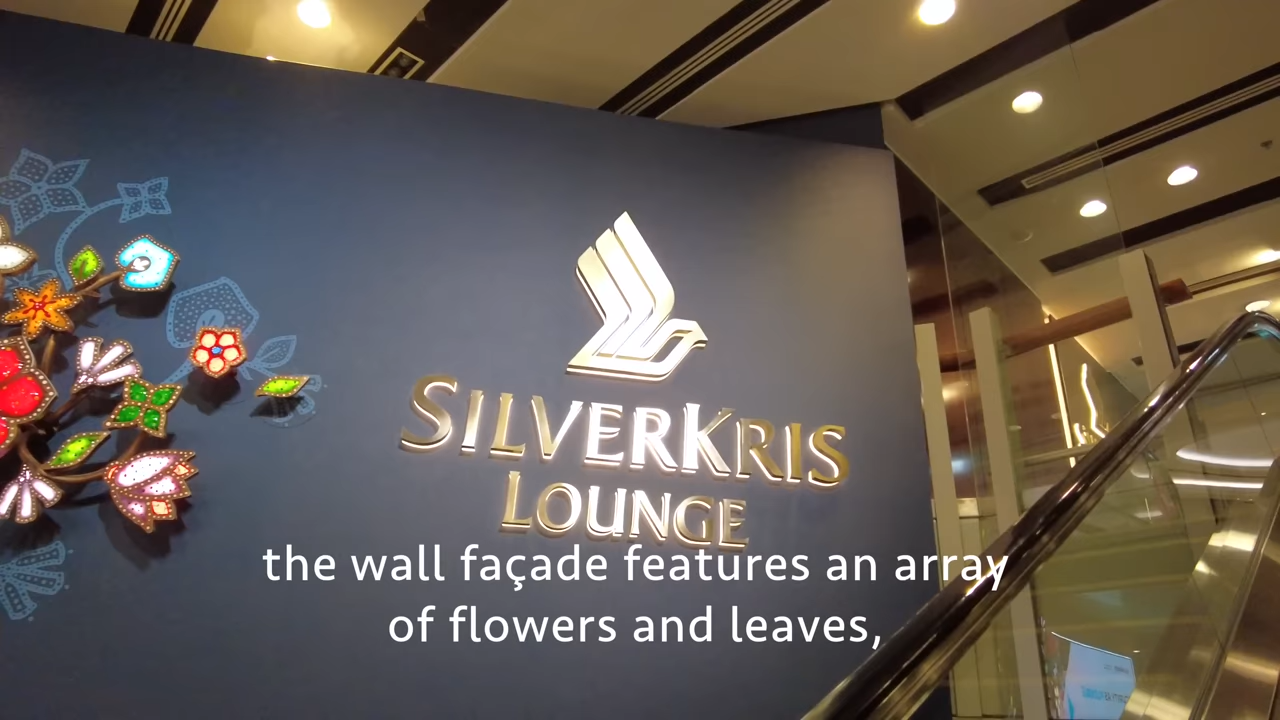 SILVERKRIS
LOUNGE
the wall façade features an array
of flowers and leaves,